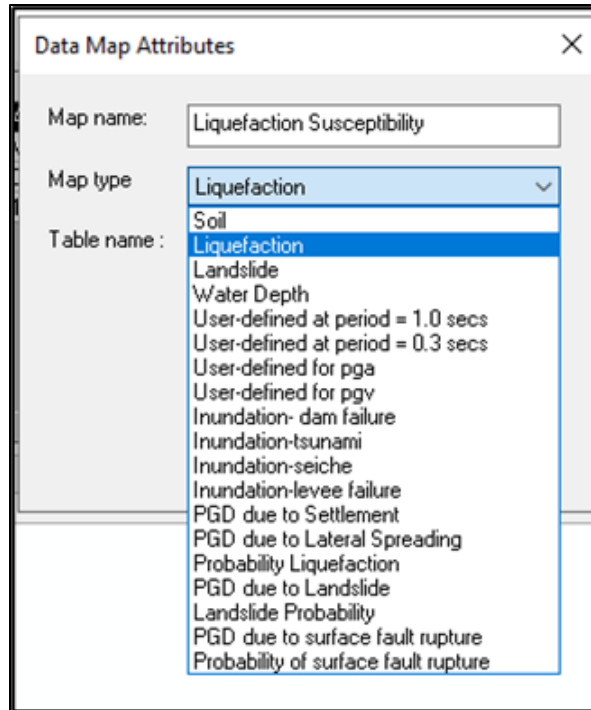 Data Map Attributes
Map name:
Liquefaction Susceptibility
Map type
Liquefaction
Table name :
Soil
Liquefaction
Landslide
Water Depth
User-defined at period = 1.0 secs
User-defined at period = 0.3 secs
User-defined for pga
User-defined for pgv
Inundation- dam failure
Inundation-tsunami
Inundation-seiche
Inundation-levee failure
PGD due to Settlement
PGD due to Lateral Spreading
Probability Liquefaction
PGD due to Landslide
Landslide Probability
PGD due to surface fault rupture
Probability of surface fault rupture